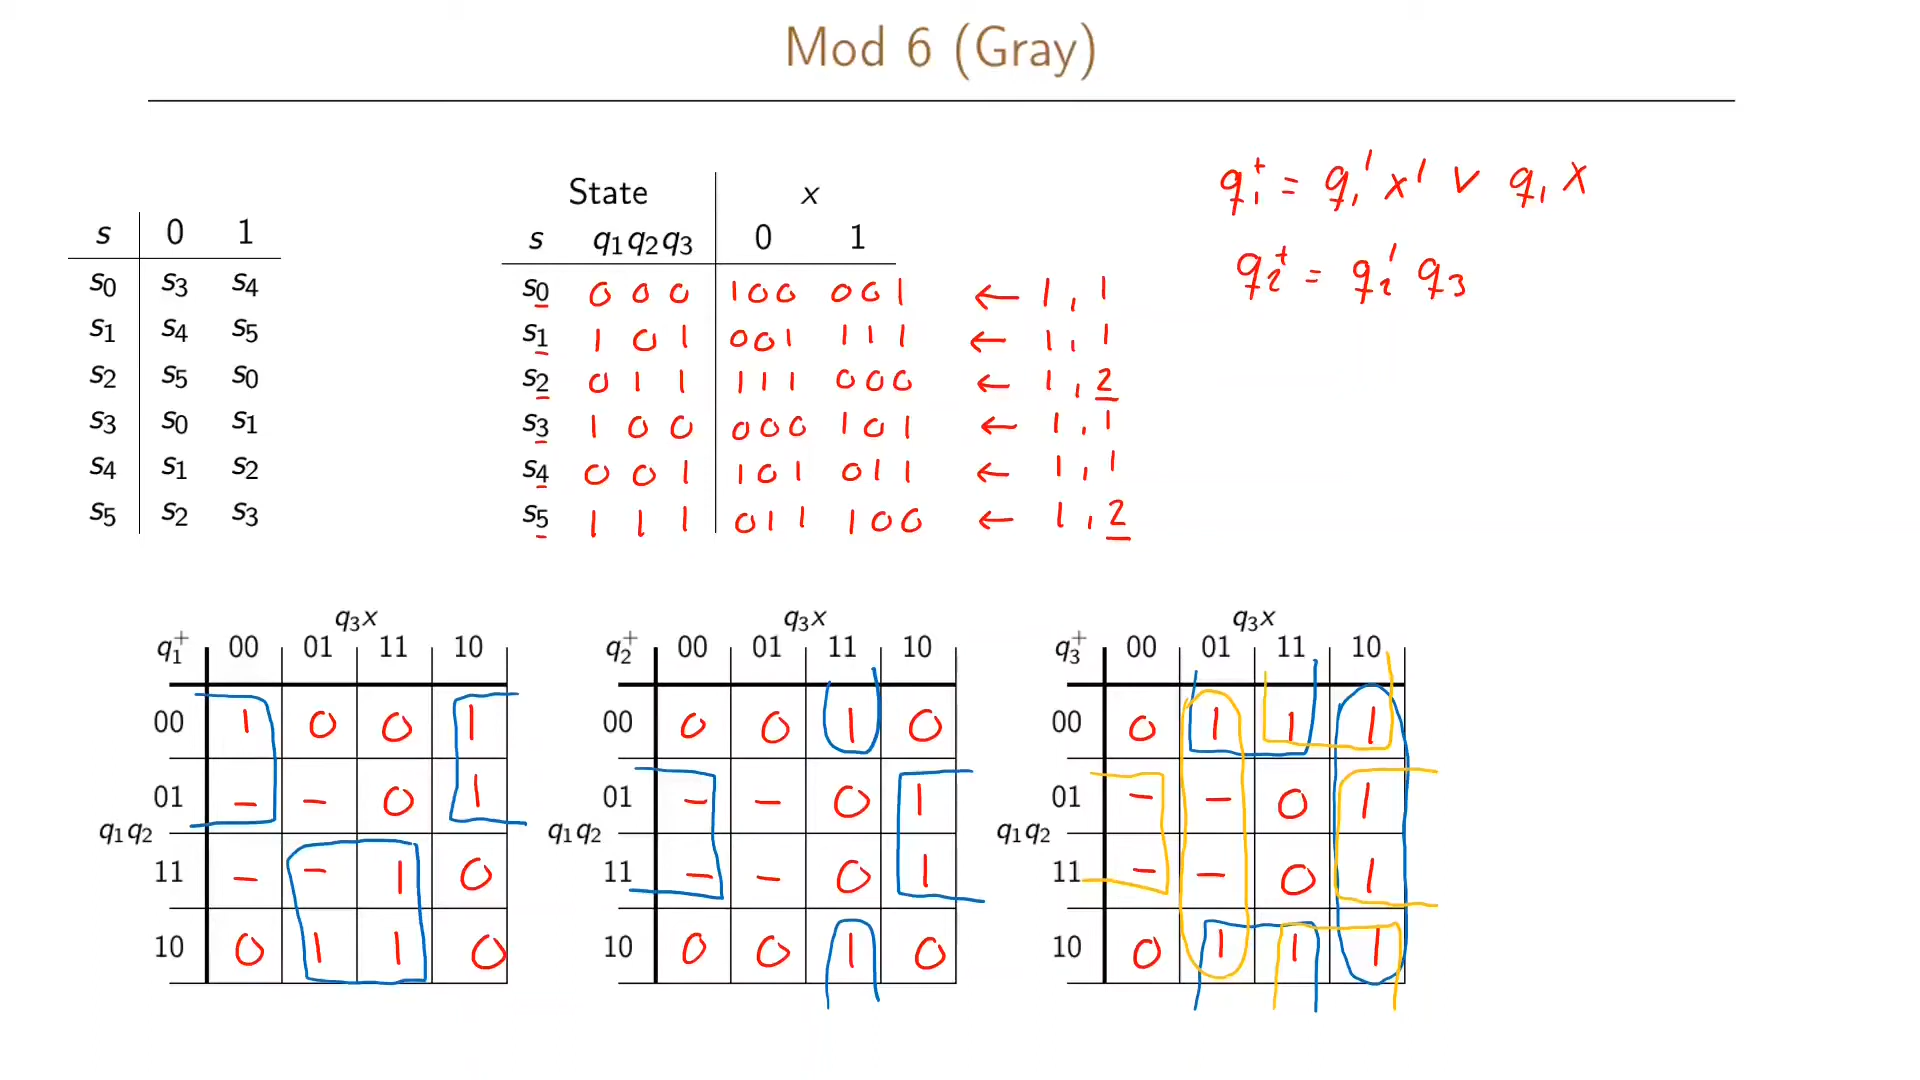 Mod 6 (Gray)
s 0 1
s0 s3 s4
s1 s4 s5
s2 s5 s0
s3 s0 s1
s4 s1 s2
s5 s2 s3
State x
s q1q2q3 0 1
s0 0 0 0 100 001 ← 1, 1
s1 1 0 1 001 111 ← 1, 1
s2 0 1 1 111 000 ← 1, 2
s3 1 0 0 000 101 ← 1, 1
s4 0 0 1 101 011 ← 1, 1
s5 1 1 1 011 100 ← 1, 2
q1+ = q1' x' ∨ q1 x
q2+ = q2' q3
q3x
q1+ 00 01 11 10
00 1 0 0 1
01 - - 0 1
q1q2
11 - - 1 0
10 0 1 1 0
q3x
q2+ 00 01 11 10
00 0 0 1 0
01 - - 0 1
q1q2
11 - - 0 1
10 0 0 1 0
q3x
q3+ 00 01 11 10
00 0 1 1 1
01 - - 0 1
q1q2
11 - - 0 1
10 0 1 1 1